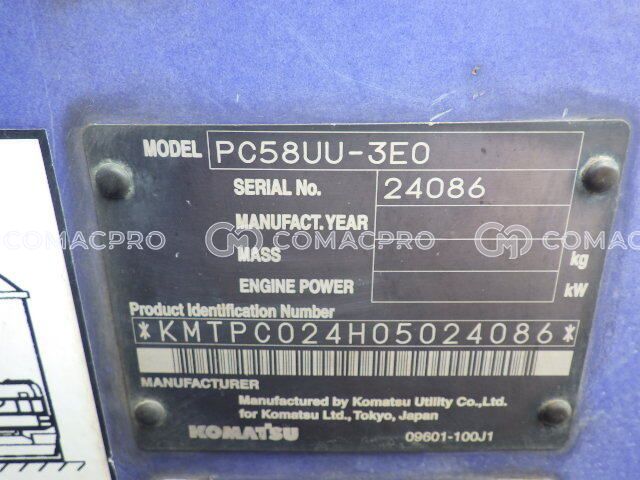 MODEL PC58UU-3E0
SERIAL No. 24086
MANUFACT. YEAR
COMACPRO COMACPRO
MASS kg
ENGINE POWER kW
Product Identification Number
*KMTPC024H05024086*
MANUFACTURER
Manufactured by Komatsu Utility Co.,Ltd.
for Komatsu Ltd., Tokyo, Japan
KOMATSU 09601-100J1